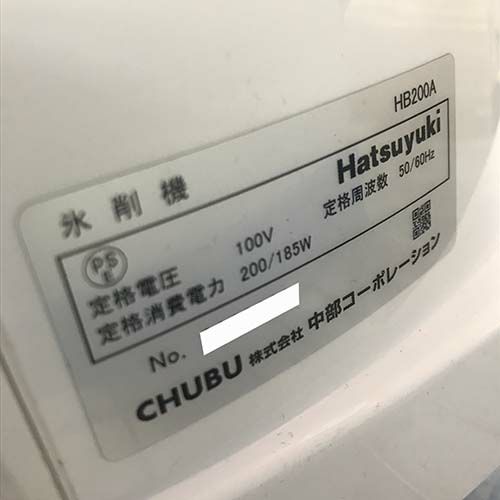 HB200A
氷削機 Hatsuyuki
PS E
定格電圧 100V 定格周波数 50/60Hz
定格消費電力 200/185W
No.
CHUBU 株式会社 中部コーポレーション